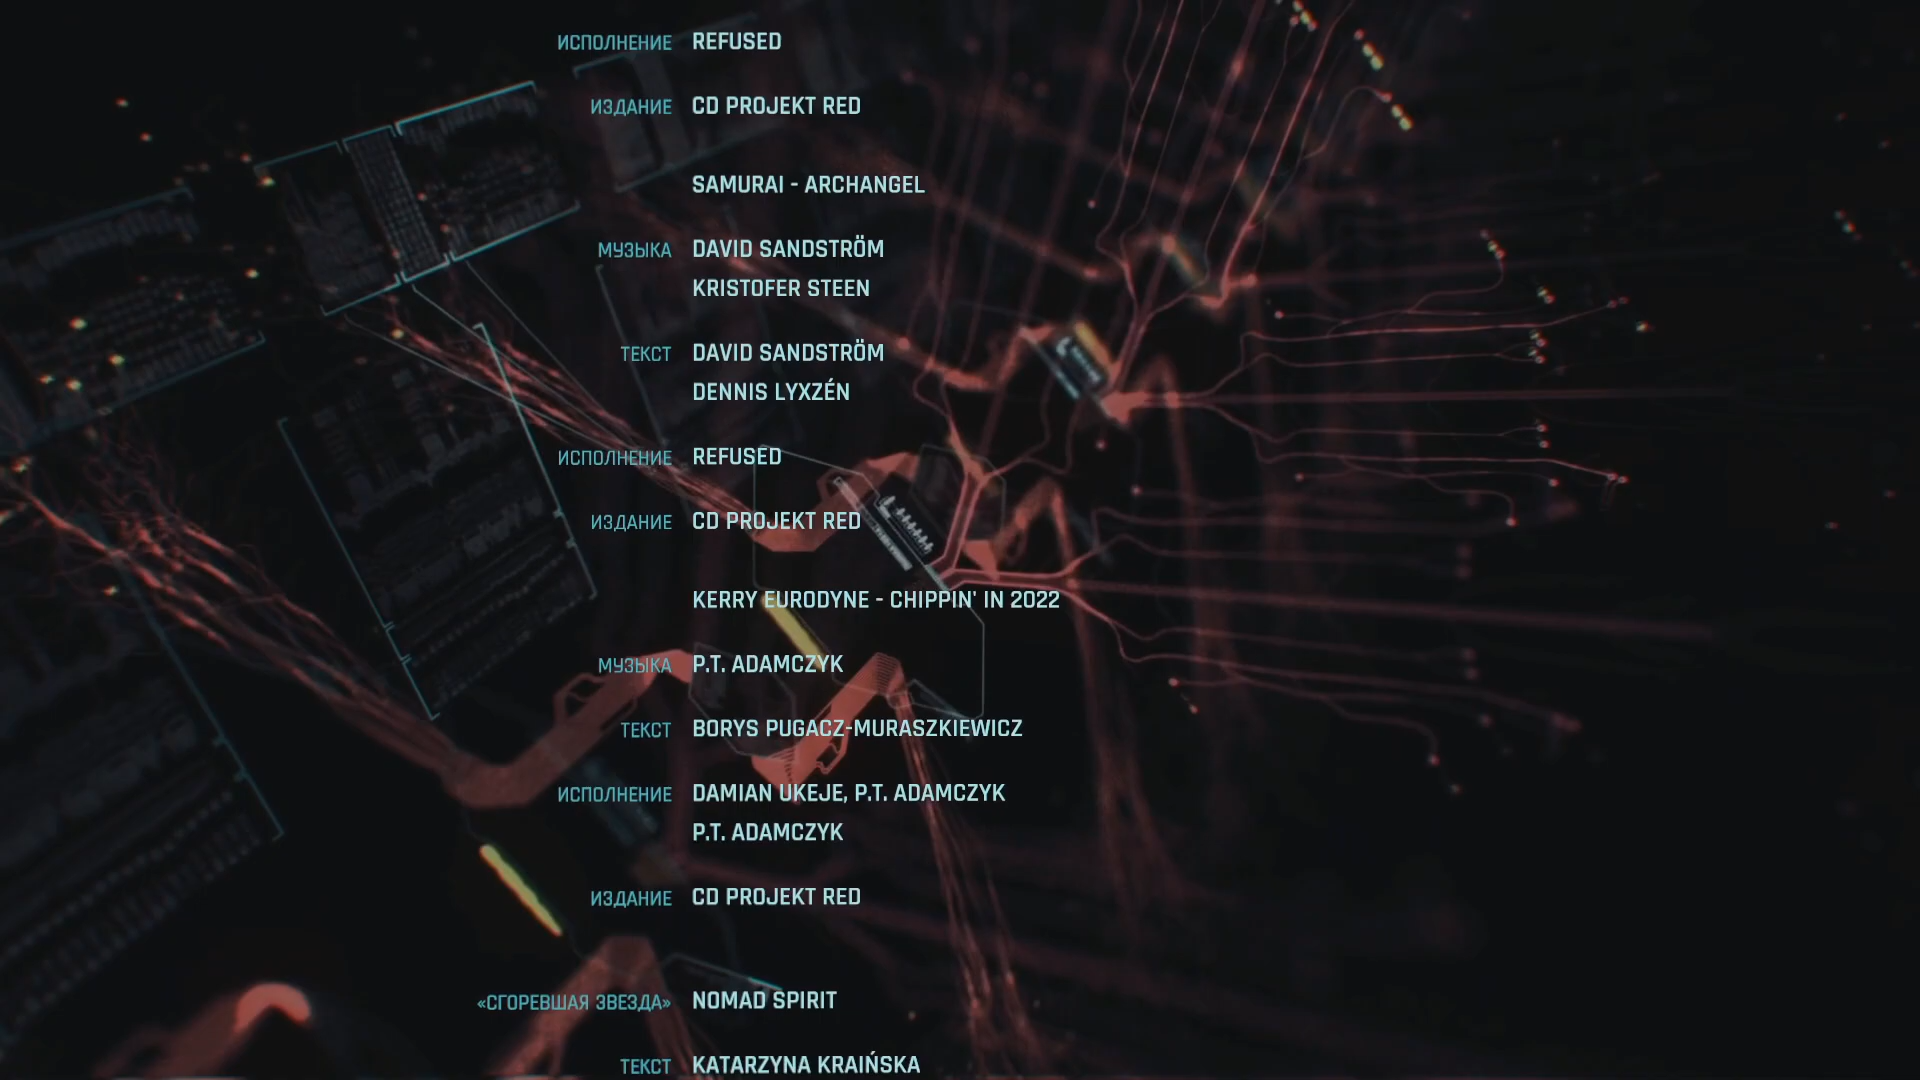 ИСПОЛНЕНИЕ REFUSED
ИЗДАНИЕ CD PROJEKT RED
SAMURAI - ARCHANGEL
МУЗЫКА DAVID SANDSTRÖM
KRISTOFER STEEN
ТЕКСТ DAVID SANDSTRÖM
DENNIS LYXZÉN
ИСПОЛНЕНИЕ REFUSED
ИЗДАНИЕ CD PROJEKT RED
KERRY EURODYNE - CHIPPIN' IN 2022
МУЗЫКА P.T. ADAMCZYK
ТЕКСТ BORYS PUGACZ-MURASZKIEWICZ
ИСПОЛНЕНИЕ DAMIAN UKEJE, P.T. ADAMCZYK
P.T. ADAMCZYK
ИЗДАНИЕ CD PROJEKT RED
«СГОРЕВШАЯ ЗВЕЗДА» NOMAD SPIRIT
ТЕКСТ KATARZYNA KRAIŃSKA